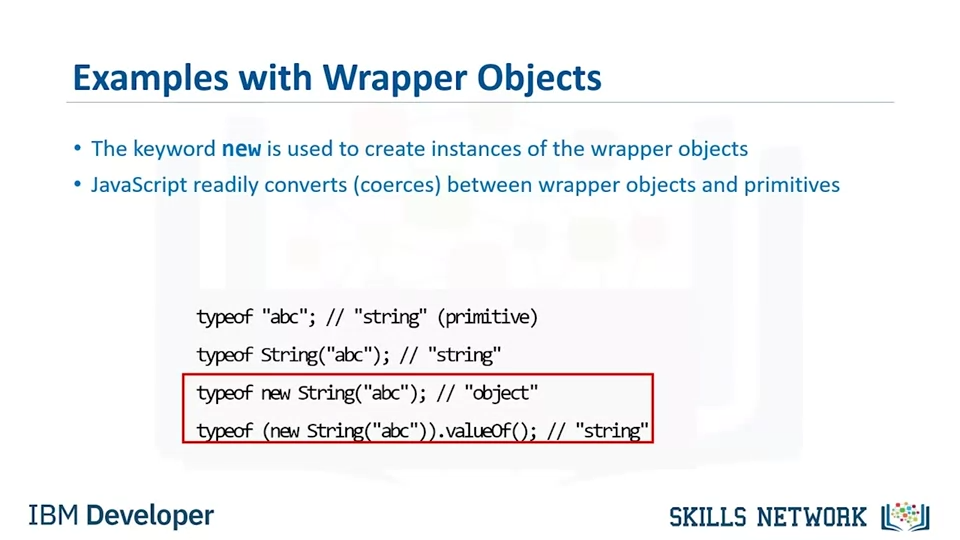 Examples with Wrapper Objects
• The keyword new is used to create instances of the wrapper objects
• JavaScript readily converts (coerces) between wrapper objects and primitives
typeof "abc"; // "string" (primitive)
typeof String("abc"); // "string"
typeof new String("abc"); // "object"
typeof (new String("abc")).valueOf(); // "string"
IBM Developer
SKILLS NETWORK